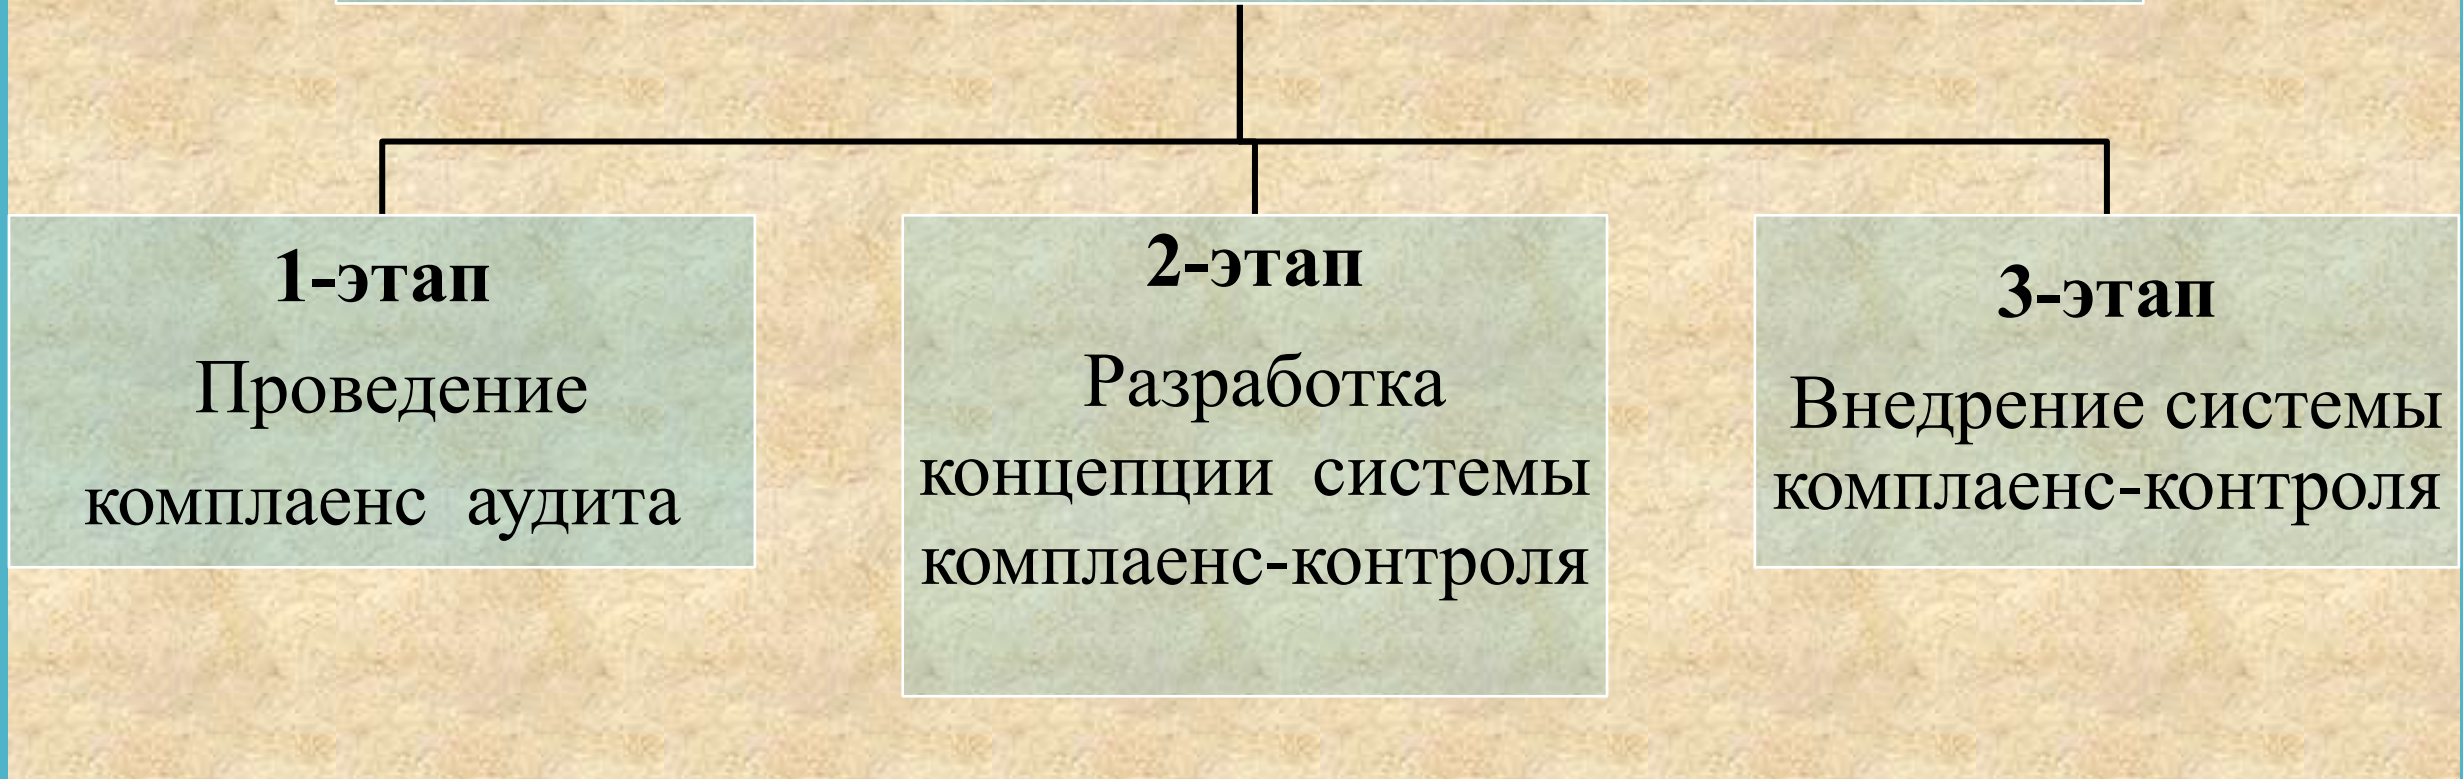 1-этап
Проведение
комплаенс аудита
2-этап
Разработка
концепции системы
комплаенс-контроля
3-этап
Внедрение системы
комплаенс-контроля